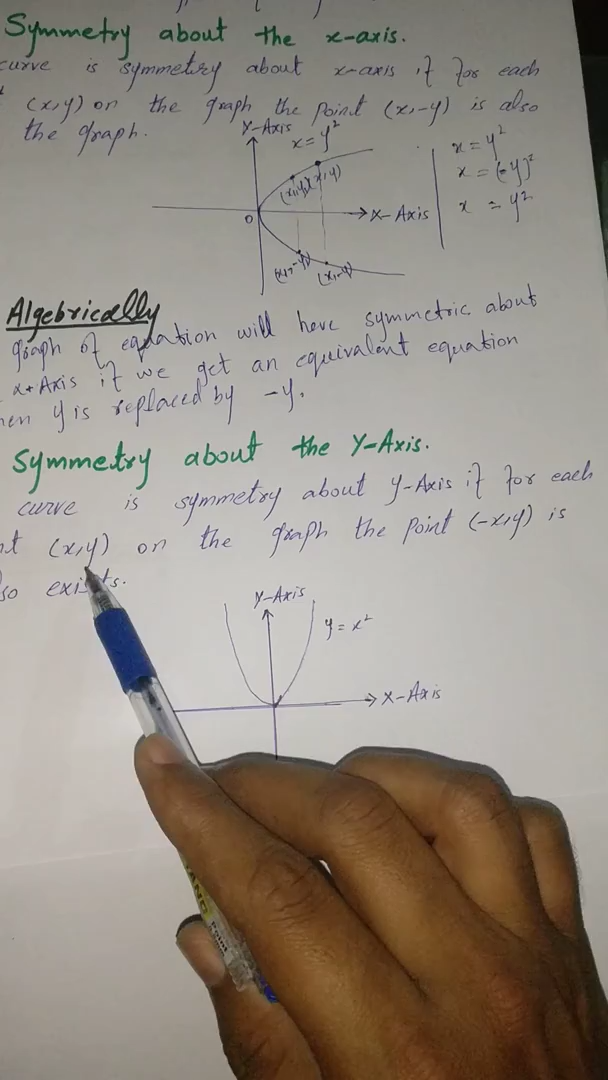 Symmetry about the x-axis.
curve is symmetry about x-axis if for each
(x,y) on the graph the point (x,-y) is also
the graph.
Y-Axis
x = y²
(x,y)
(x,y)
O
X-Axis
(x,-y)
(x,-y)
x = y²
x = (-y)²
x = y²
Algebrically
graph of equation will have symmetric about
x-Axis if we get an equivalent equation
y is replaced by -y.
Symmetry about the Y-Axis.
curve is symmetry about y-Axis if for each
(x,y) on the graph the point (-x,y) is
exists.
Y-Axis
y = x²
X-Axis